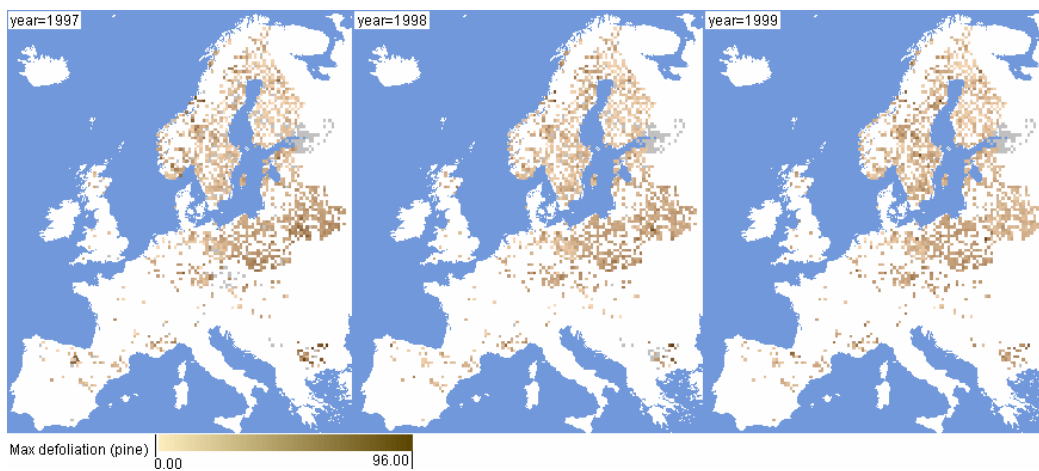 year=1997
year=1998
year=1999
Max defoliation (pine)
0.00
96.00